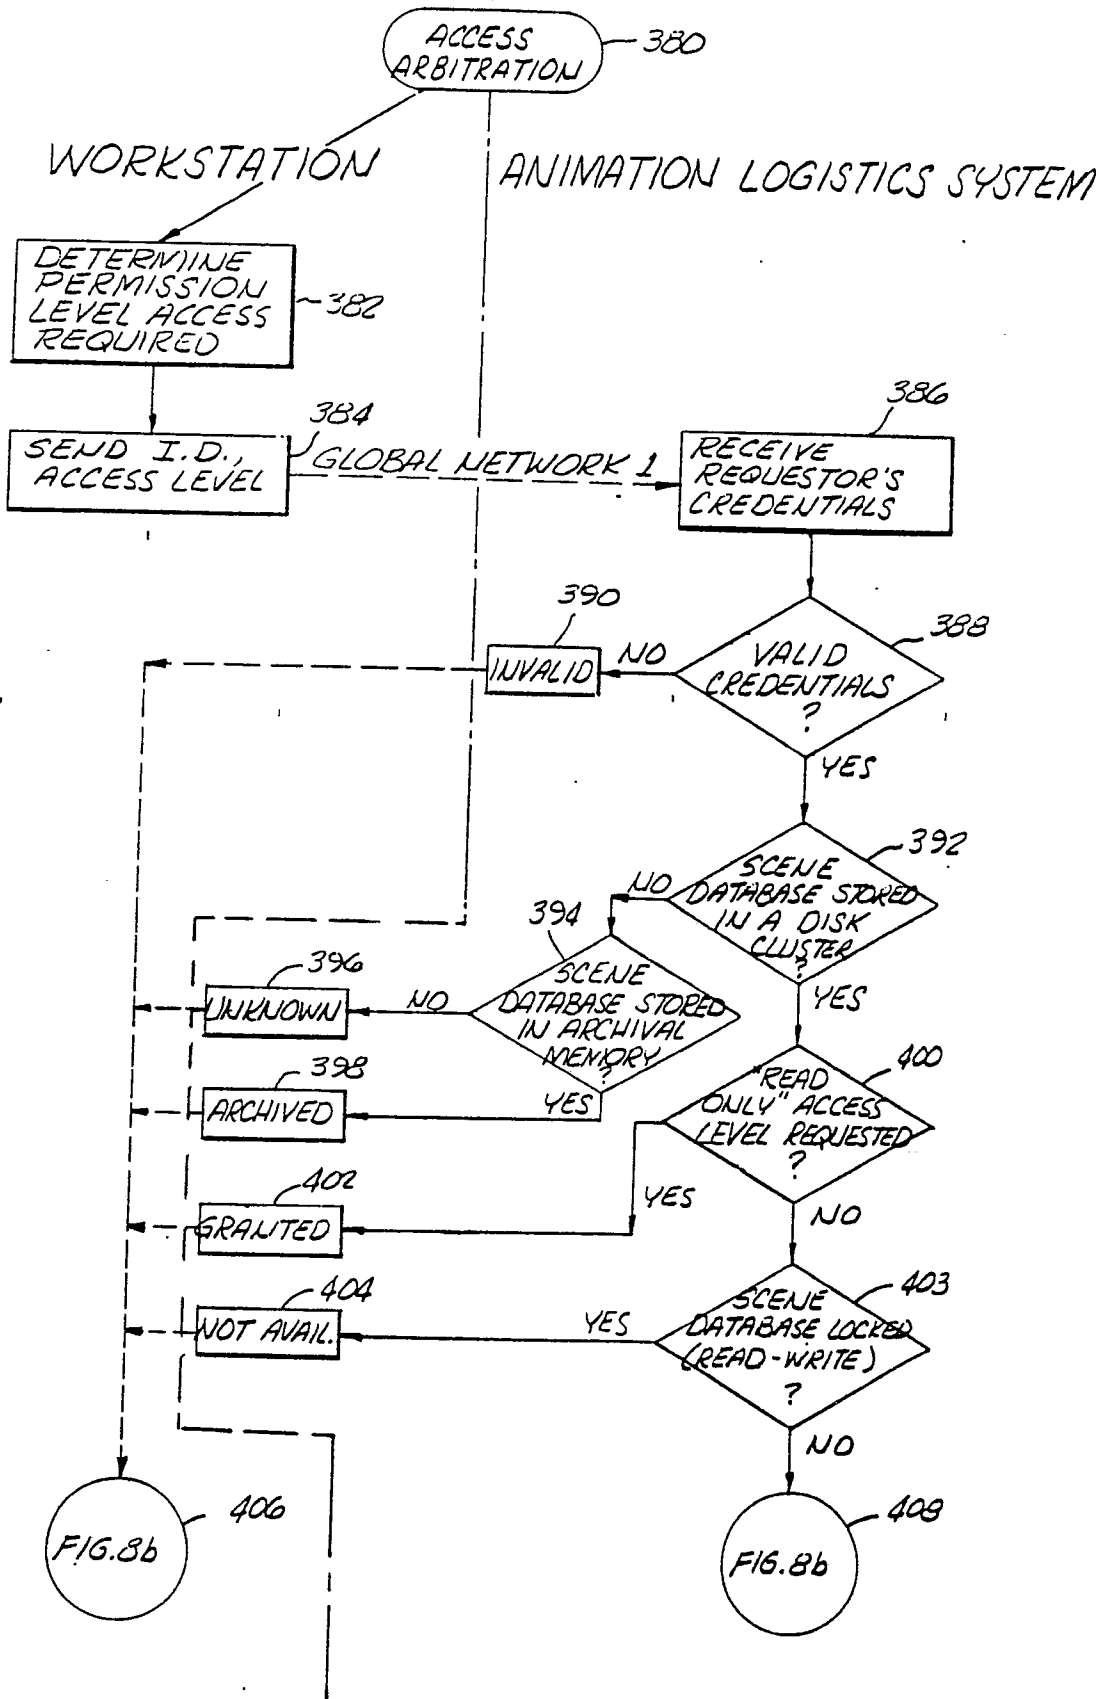 ACCESS
ARBITRATION
380
WORKSTATION
ANIMATION LOGISTICS SYSTEM
DETERMINE
PERMISSION
LEVEL ACCESS
REQUIRED
382
SEND I.D.,
ACCESS LEVEL
384
GLOBAL NETWORK 1
386
RECEIVE
REQUESTOR'S
CREDENTIALS
390
INVALID
NO
VALID
CREDENTIALS
?
388
YES
392
SCENE
DATABASE STORED
IN A DISK
CLUSTER
?
NO
YES
394
SCENE
DATABASE STORED
IN ARCHIVAL
MEMORY
?
396
UNKNOWN
NO
398
ARCHIVED
YES
400
"READ
ONLY" ACCESS
LEVEL REQUESTED
?
402
GRANTED
YES
NO
404
NOT AVAIL.
YES
403
SCENE
DATABASE LOCKED
(READ-WRITE)
?
NO
FIG.8b
406
FIG.8b
408